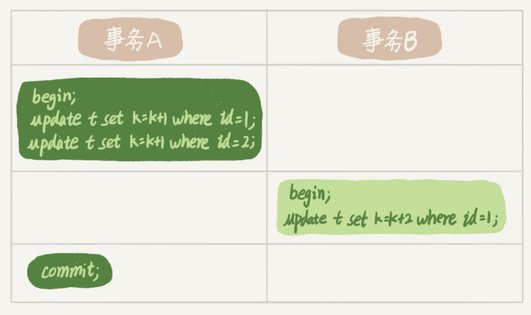 事务A
事务B
begin;
update t set k=k+1 where id=1;
update t set k=k+1 where id=2;
begin;
update t set k=k+2 where id=1;
commit;